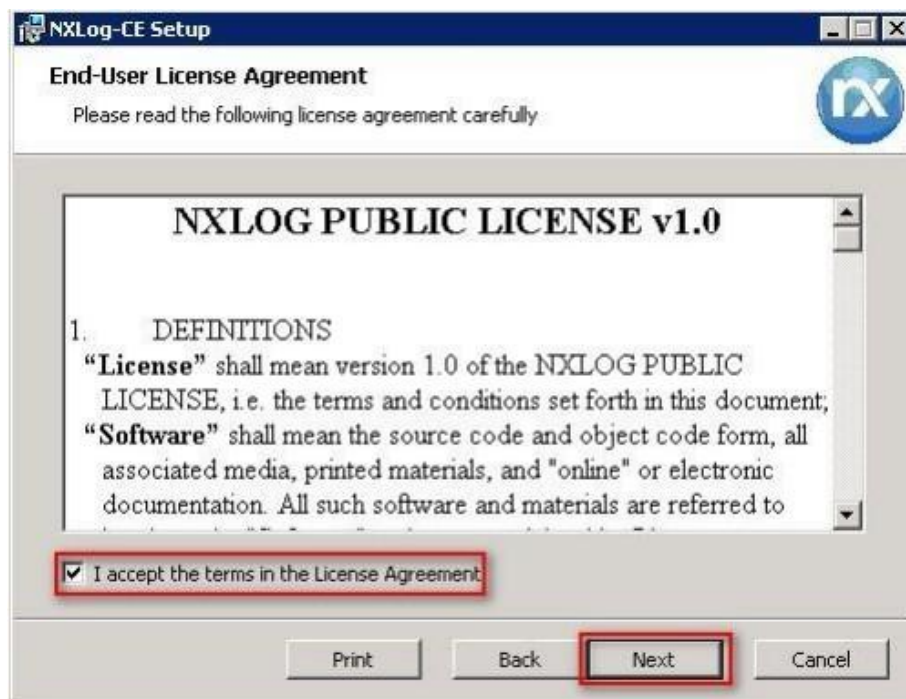 NXLog-CE Setup
End-User License Agreement
Please read the following license agreement carefully
nx
NXLOG PUBLIC LICENSE v1.0
1. DEFINITIONS
“License” shall mean version 1.0 of the NXLOG PUBLIC
LICENSE, i.e. the terms and conditions set forth in this document;
“Software” shall mean the source code and object code form, all
associated media, printed materials, and "online" or electronic
documentation. All such software and materials are referred to
I accept the terms in the License Agreement
Print Back Next Cancel